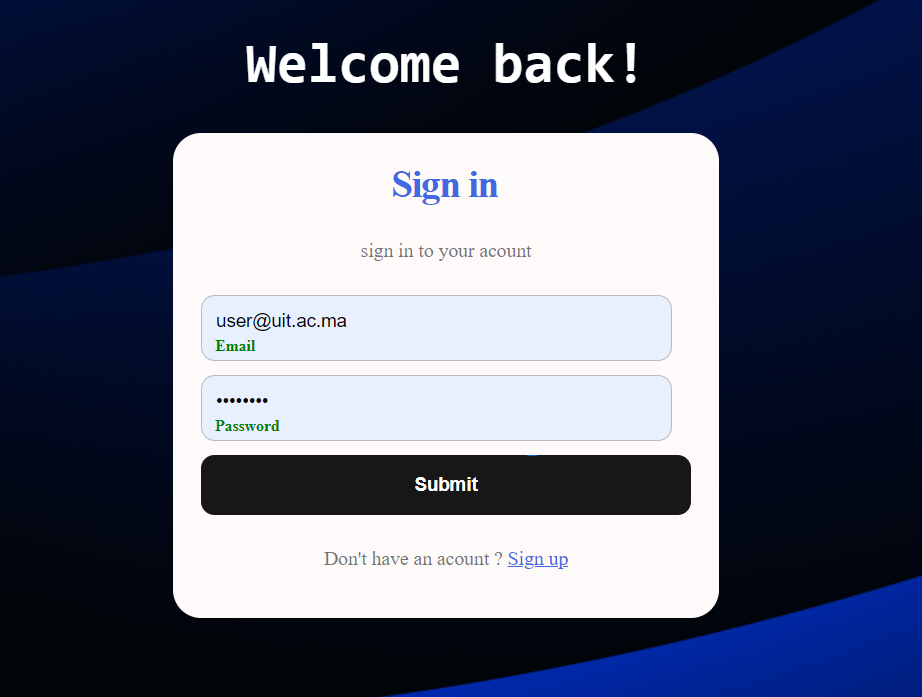 Welcome back!
Sign in
sign in to your acount
user@uit.ac.ma
Email
••••••••
Password
Submit
Don't have an acount ? Sign up